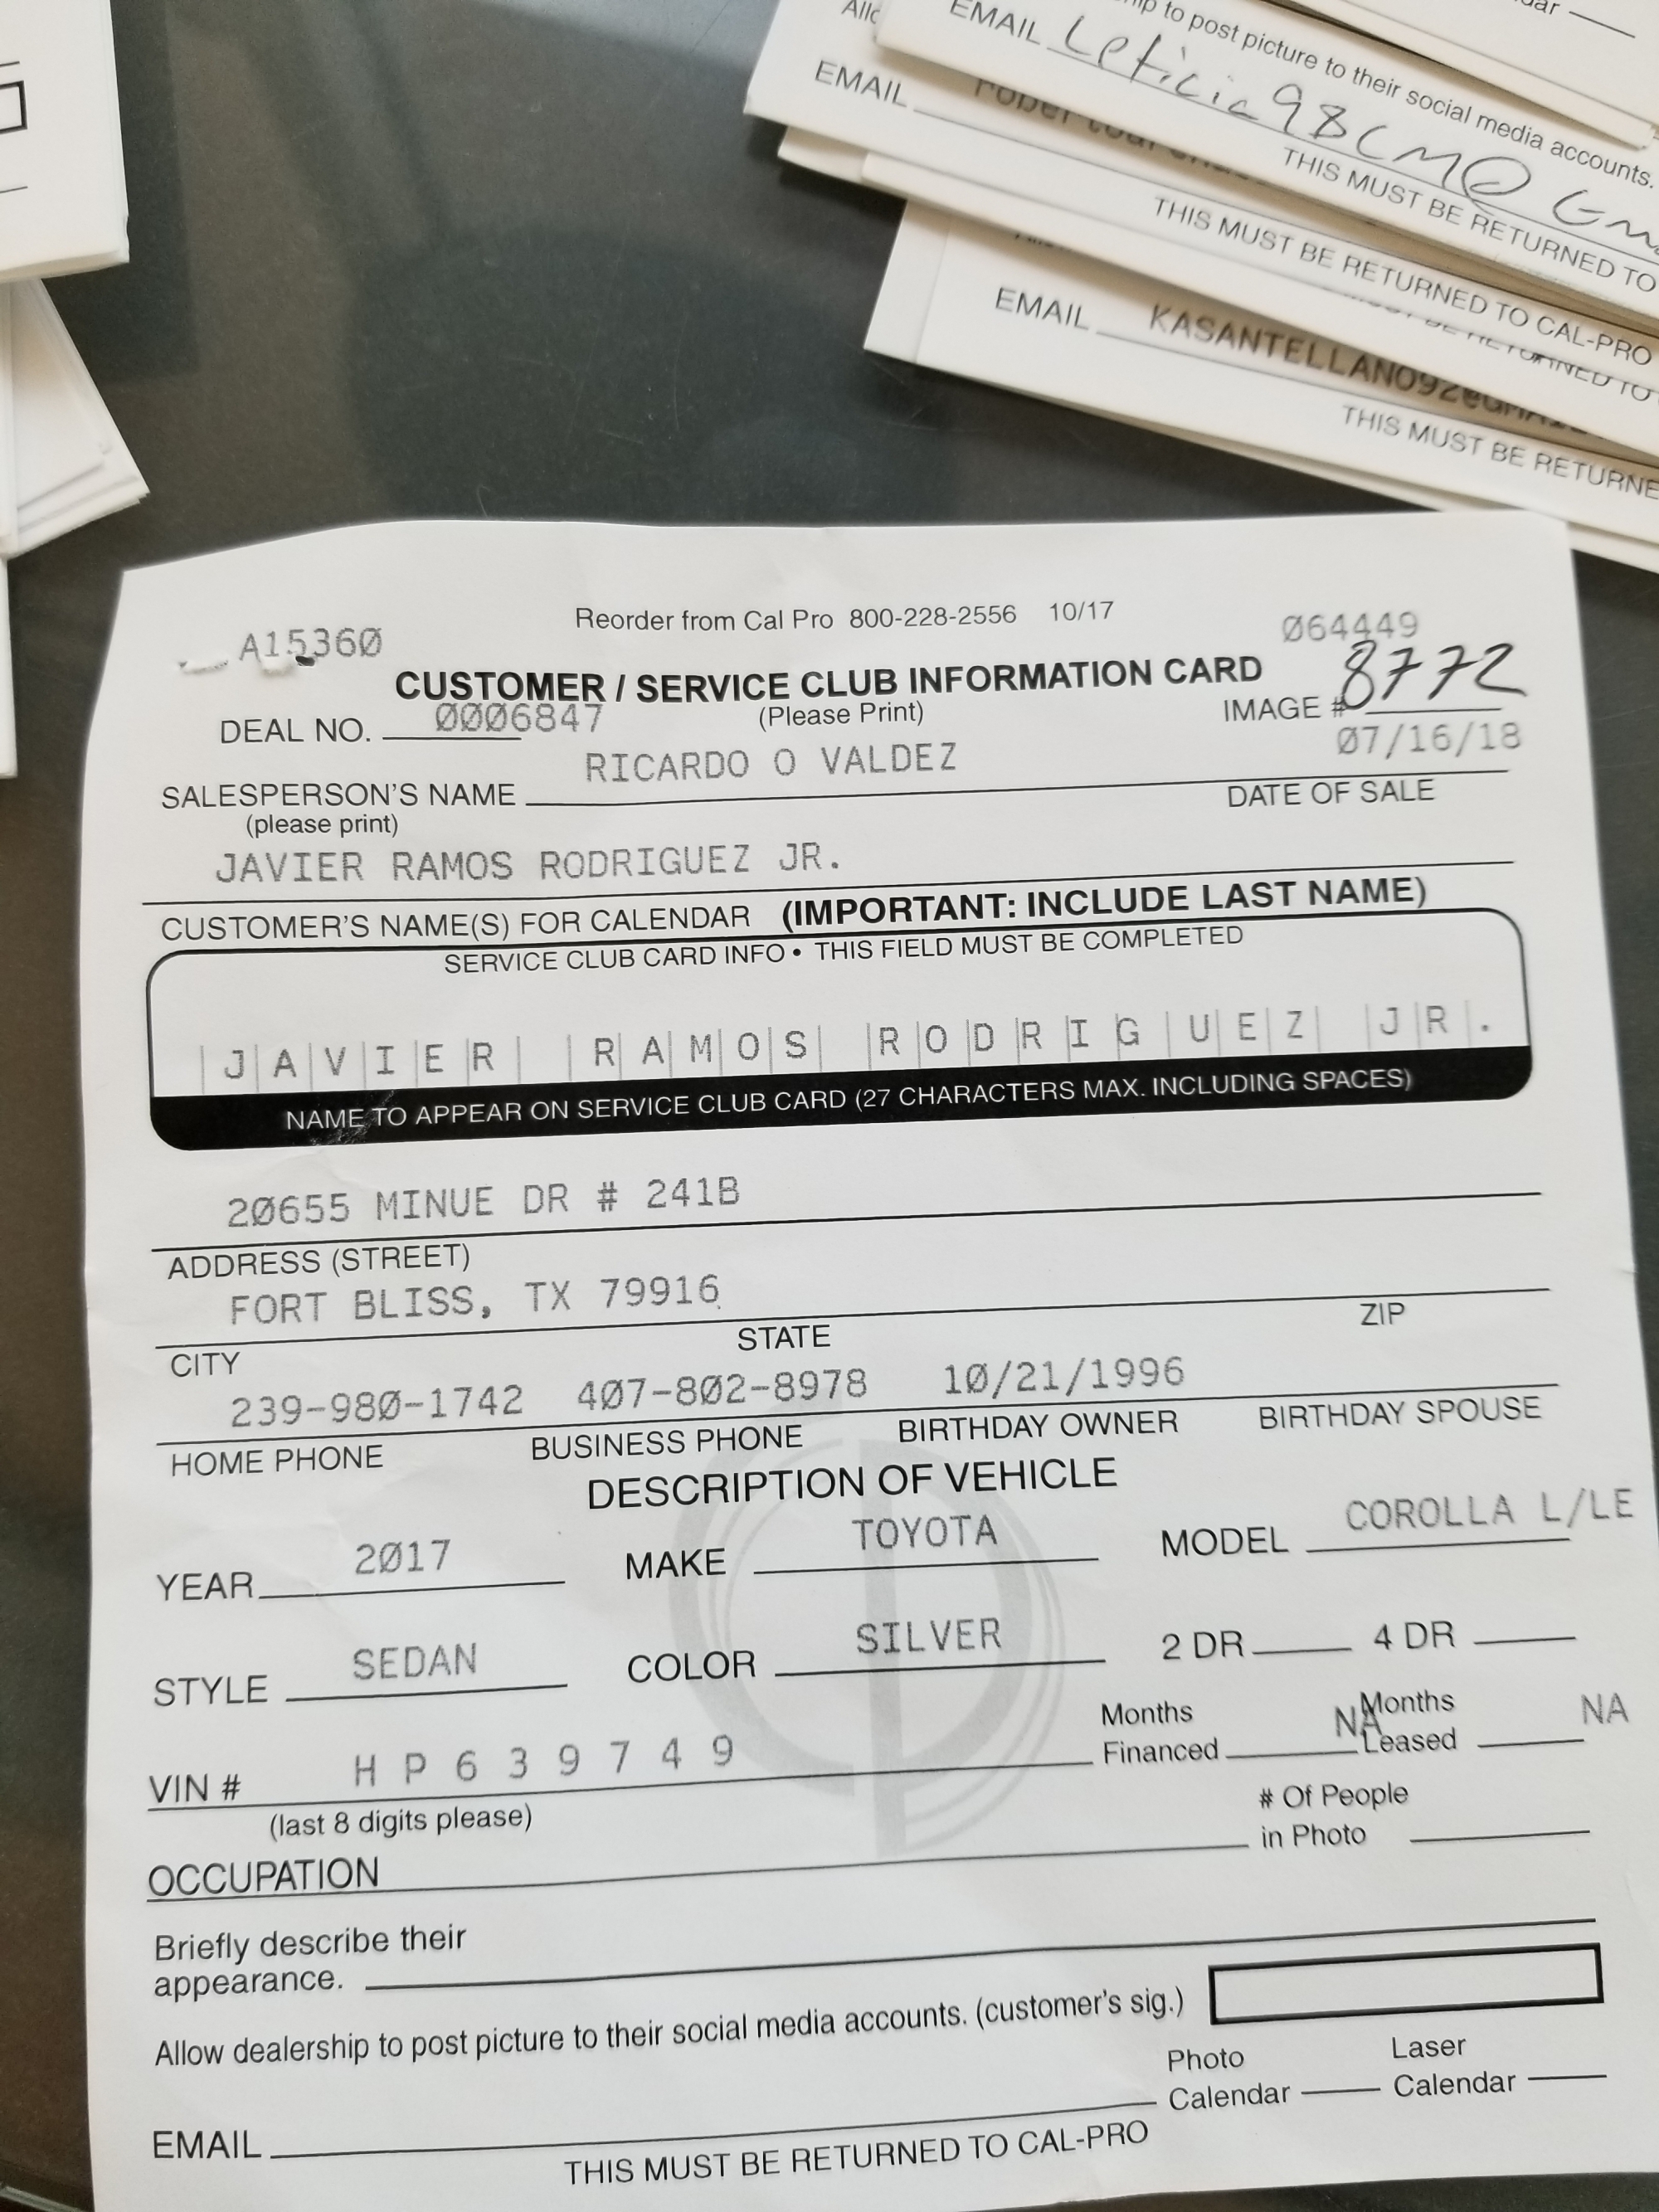 EMAIL Leticia98CM@Gm
ip to post picture to their social media accounts.
THIS MUST BE RETURNED TO
EMAIL
THIS MUST BE RETURNED TO CAL-PRO
EMAIL KASANTELLANO92@GMAI
THIS MUST BE RETURNE
Reorder from Cal Pro 800-228-2556 10/17
A15360 064449
CUSTOMER / SERVICE CLUB INFORMATION CARD
DEAL NO. 0006847 (Please Print) IMAGE # 8772
07/16/18
SALESPERSON'S NAME RICARDO O VALDEZ DATE OF SALE
(please print)
JAVIER RAMOS RODRIGUEZ JR.
CUSTOMER'S NAME(S) FOR CALENDAR (IMPORTANT: INCLUDE LAST NAME)
SERVICE CLUB CARD INFO • THIS FIELD MUST BE COMPLETED
JAVIER RAMOS RODRIGUEZ JR.
NAME TO APPEAR ON SERVICE CLUB CARD (27 CHARACTERS MAX. INCLUDING SPACES)
20655 MINUE DR # 241B
ADDRESS (STREET)
FORT BLISS, TX 79916
CITY STATE ZIP
239-980-1742 407-802-8978 10/21/1996
HOME PHONE BUSINESS PHONE BIRTHDAY OWNER BIRTHDAY SPOUSE
DESCRIPTION OF VEHICLE
YEAR 2017 MAKE TOYOTA MODEL COROLLA L/LE
STYLE SEDAN COLOR SILVER 2 DR 4 DR
VIN # HP639749 Months Financed NA Months Leased NA
(last 8 digits please)
OCCUPATION # Of People in Photo
Briefly describe their
appearance.
Allow dealership to post picture to their social media accounts. (customer's sig.)
EMAIL Photo Calendar Laser Calendar
THIS MUST BE RETURNED TO CAL-PRO